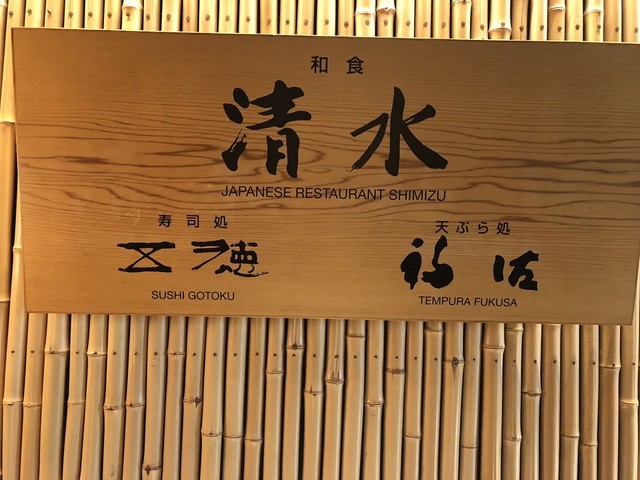 和食
清水
JAPANESE RESTAURANT SHIMIZU
寿司処
五徳
SUSHI GOTOKU
天ぷら処
福佐
TEMPURA FUKUSA